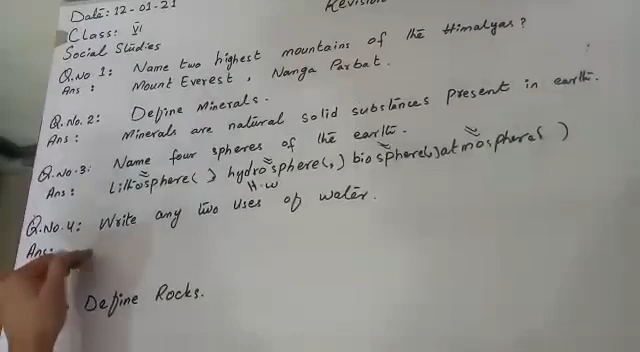 Date: 12-01-21
Revision
Class: VI
Social Studies
Q.No 1: Name two highest mountains of the Himalyas?
Ans: Mount Everest, Nanga Parbat.
Q.No.2: Define Minerals.
Ans: Minerals are natural solid substances present in earth.
Q.No.3: Name four spheres of the earth.
Ans: Lithosphere( ) hydrosphere(,) biosphere(,) atmosphere( )
H.W
Q.No.4: Write any two uses of water.
Ans:
Define Rocks.